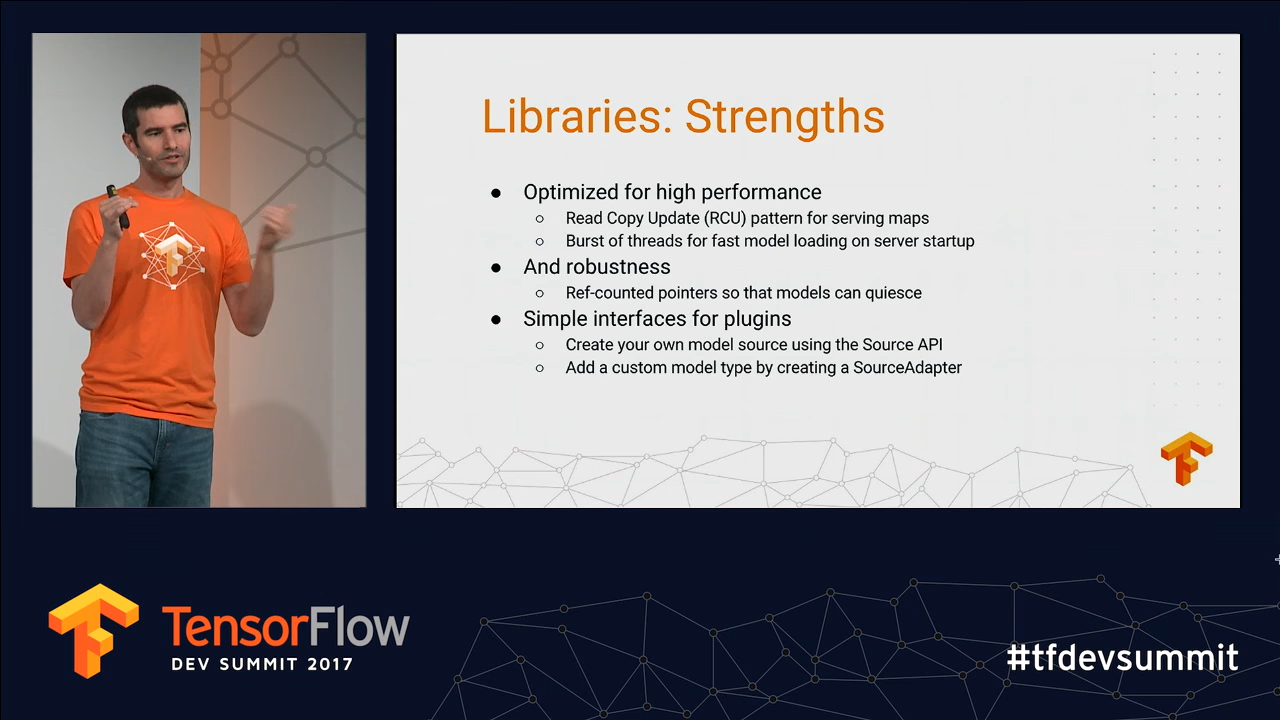 Libraries: Strengths
● Optimized for high performance
○ Read Copy Update (RCU) pattern for serving maps
○ Burst of threads for fast model loading on server startup
● And robustness
○ Ref-counted pointers so that models can quiesce
● Simple interfaces for plugins
○ Create your own model source using the Source API
○ Add a custom model type by creating a SourceAdapter
TensorFlow
DEV SUMMIT 2017
#tfdevsummit